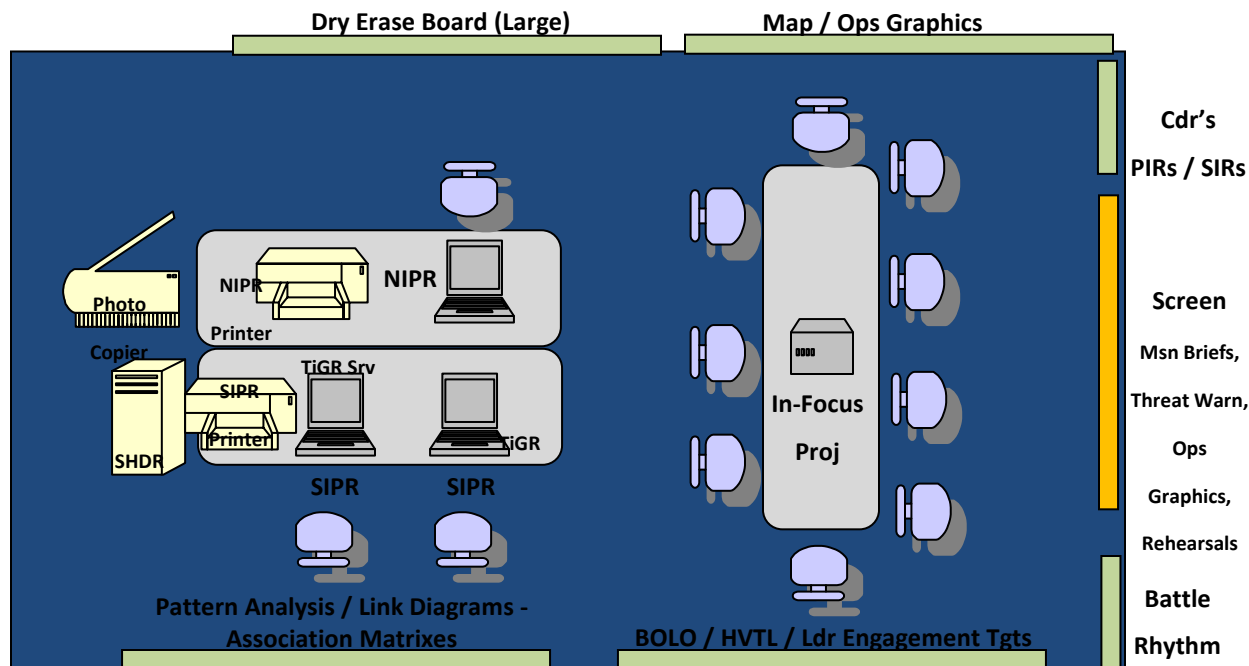 Dry Erase Board (Large)
Map / Ops Graphics
Cdr's
PIRs / SIRs
NIPR
Printer
NIPR
Photo
Copier
TiGR Srv
SIPR
Printer
SHDR
TiGR
SIPR
SIPR
In-Focus
Proj
Screen
Msn Briefs,
Threat Warn,
Ops
Graphics,
Rehearsals
Pattern Analysis / Link Diagrams -
Association Matrixes
BOLO / HVTL / Ldr Engagement Tgts
Battle
Rhythm